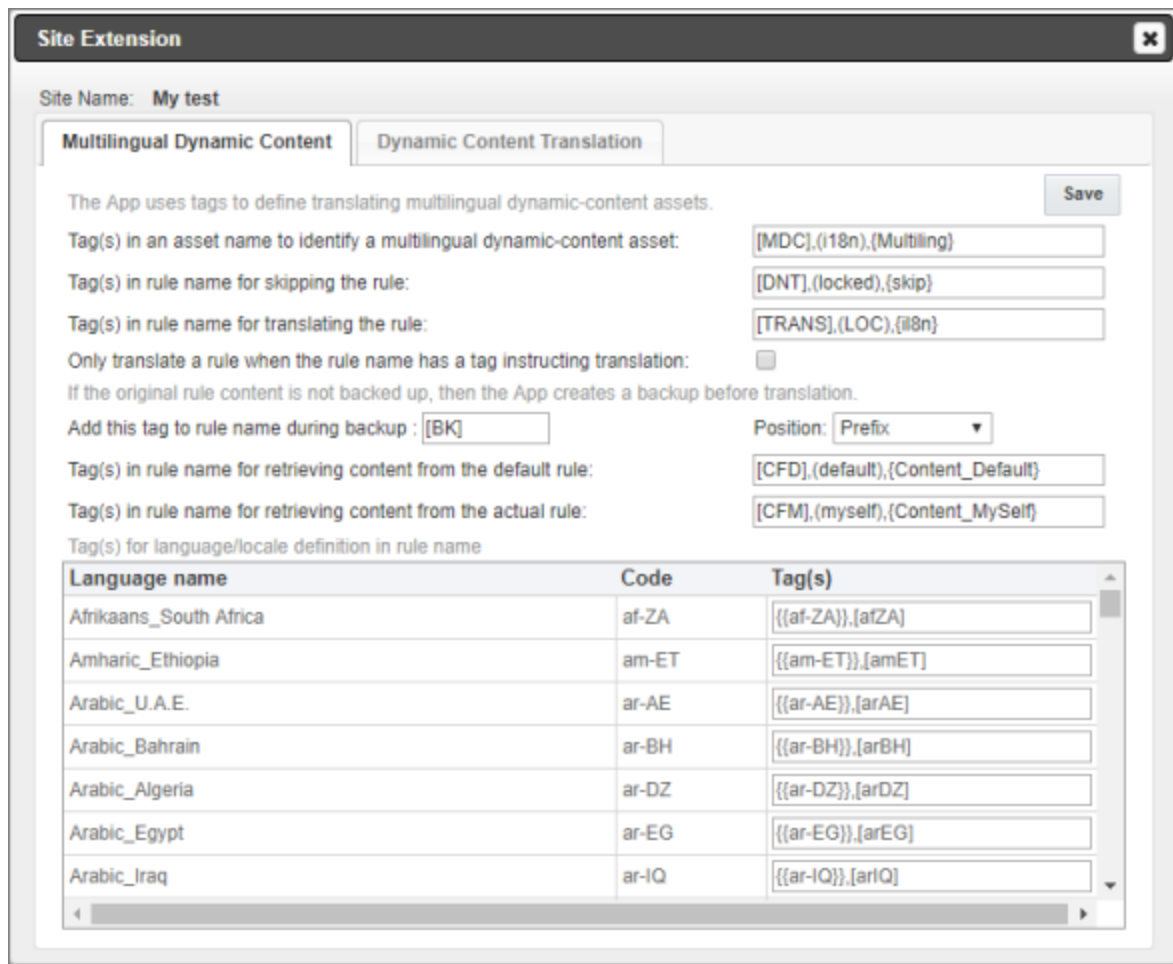 Site Extension
Site Name: My test
Multilingual Dynamic Content Dynamic Content Translation
Save
The App uses tags to define translating multilingual dynamic-content assets.
Tag(s) in an asset name to identify a multilingual dynamic-content asset: [MDC],(i18n),{Multiling}
Tag(s) in rule name for skipping the rule: [DNT],(locked),{skip}
Tag(s) in rule name for translating the rule: [TRANS],(LOC),{il8n}
Only translate a rule when the rule name has a tag instructing translation:
If the original rule content is not backed up, then the App creates a backup before translation.
Add this tag to rule name during backup : [BK] Position: Prefix
Tag(s) in rule name for retrieving content from the default rule: [CFD],(default),{Content_Default}
Tag(s) in rule name for retrieving content from the actual rule: [CFM],(myself),{Content_MySelf}
Tag(s) for language/locale definition in rule name
Language name Code Tag(s)
Afrikaans_South Africa af-ZA {{af-ZA}},[afZA]
Amharic_Ethiopia am-ET {{am-ET}},[amET]
Arabic_U.A.E. ar-AE {{ar-AE}},[arAE]
Arabic_Bahrain ar-BH {{ar-BH}},[arBH]
Arabic_Algeria ar-DZ {{ar-DZ}},[arDZ]
Arabic_Egypt ar-EG {{ar-EG}},[arEG]
Arabic_Iraq ar-IQ {{ar-IQ}},[arIQ]